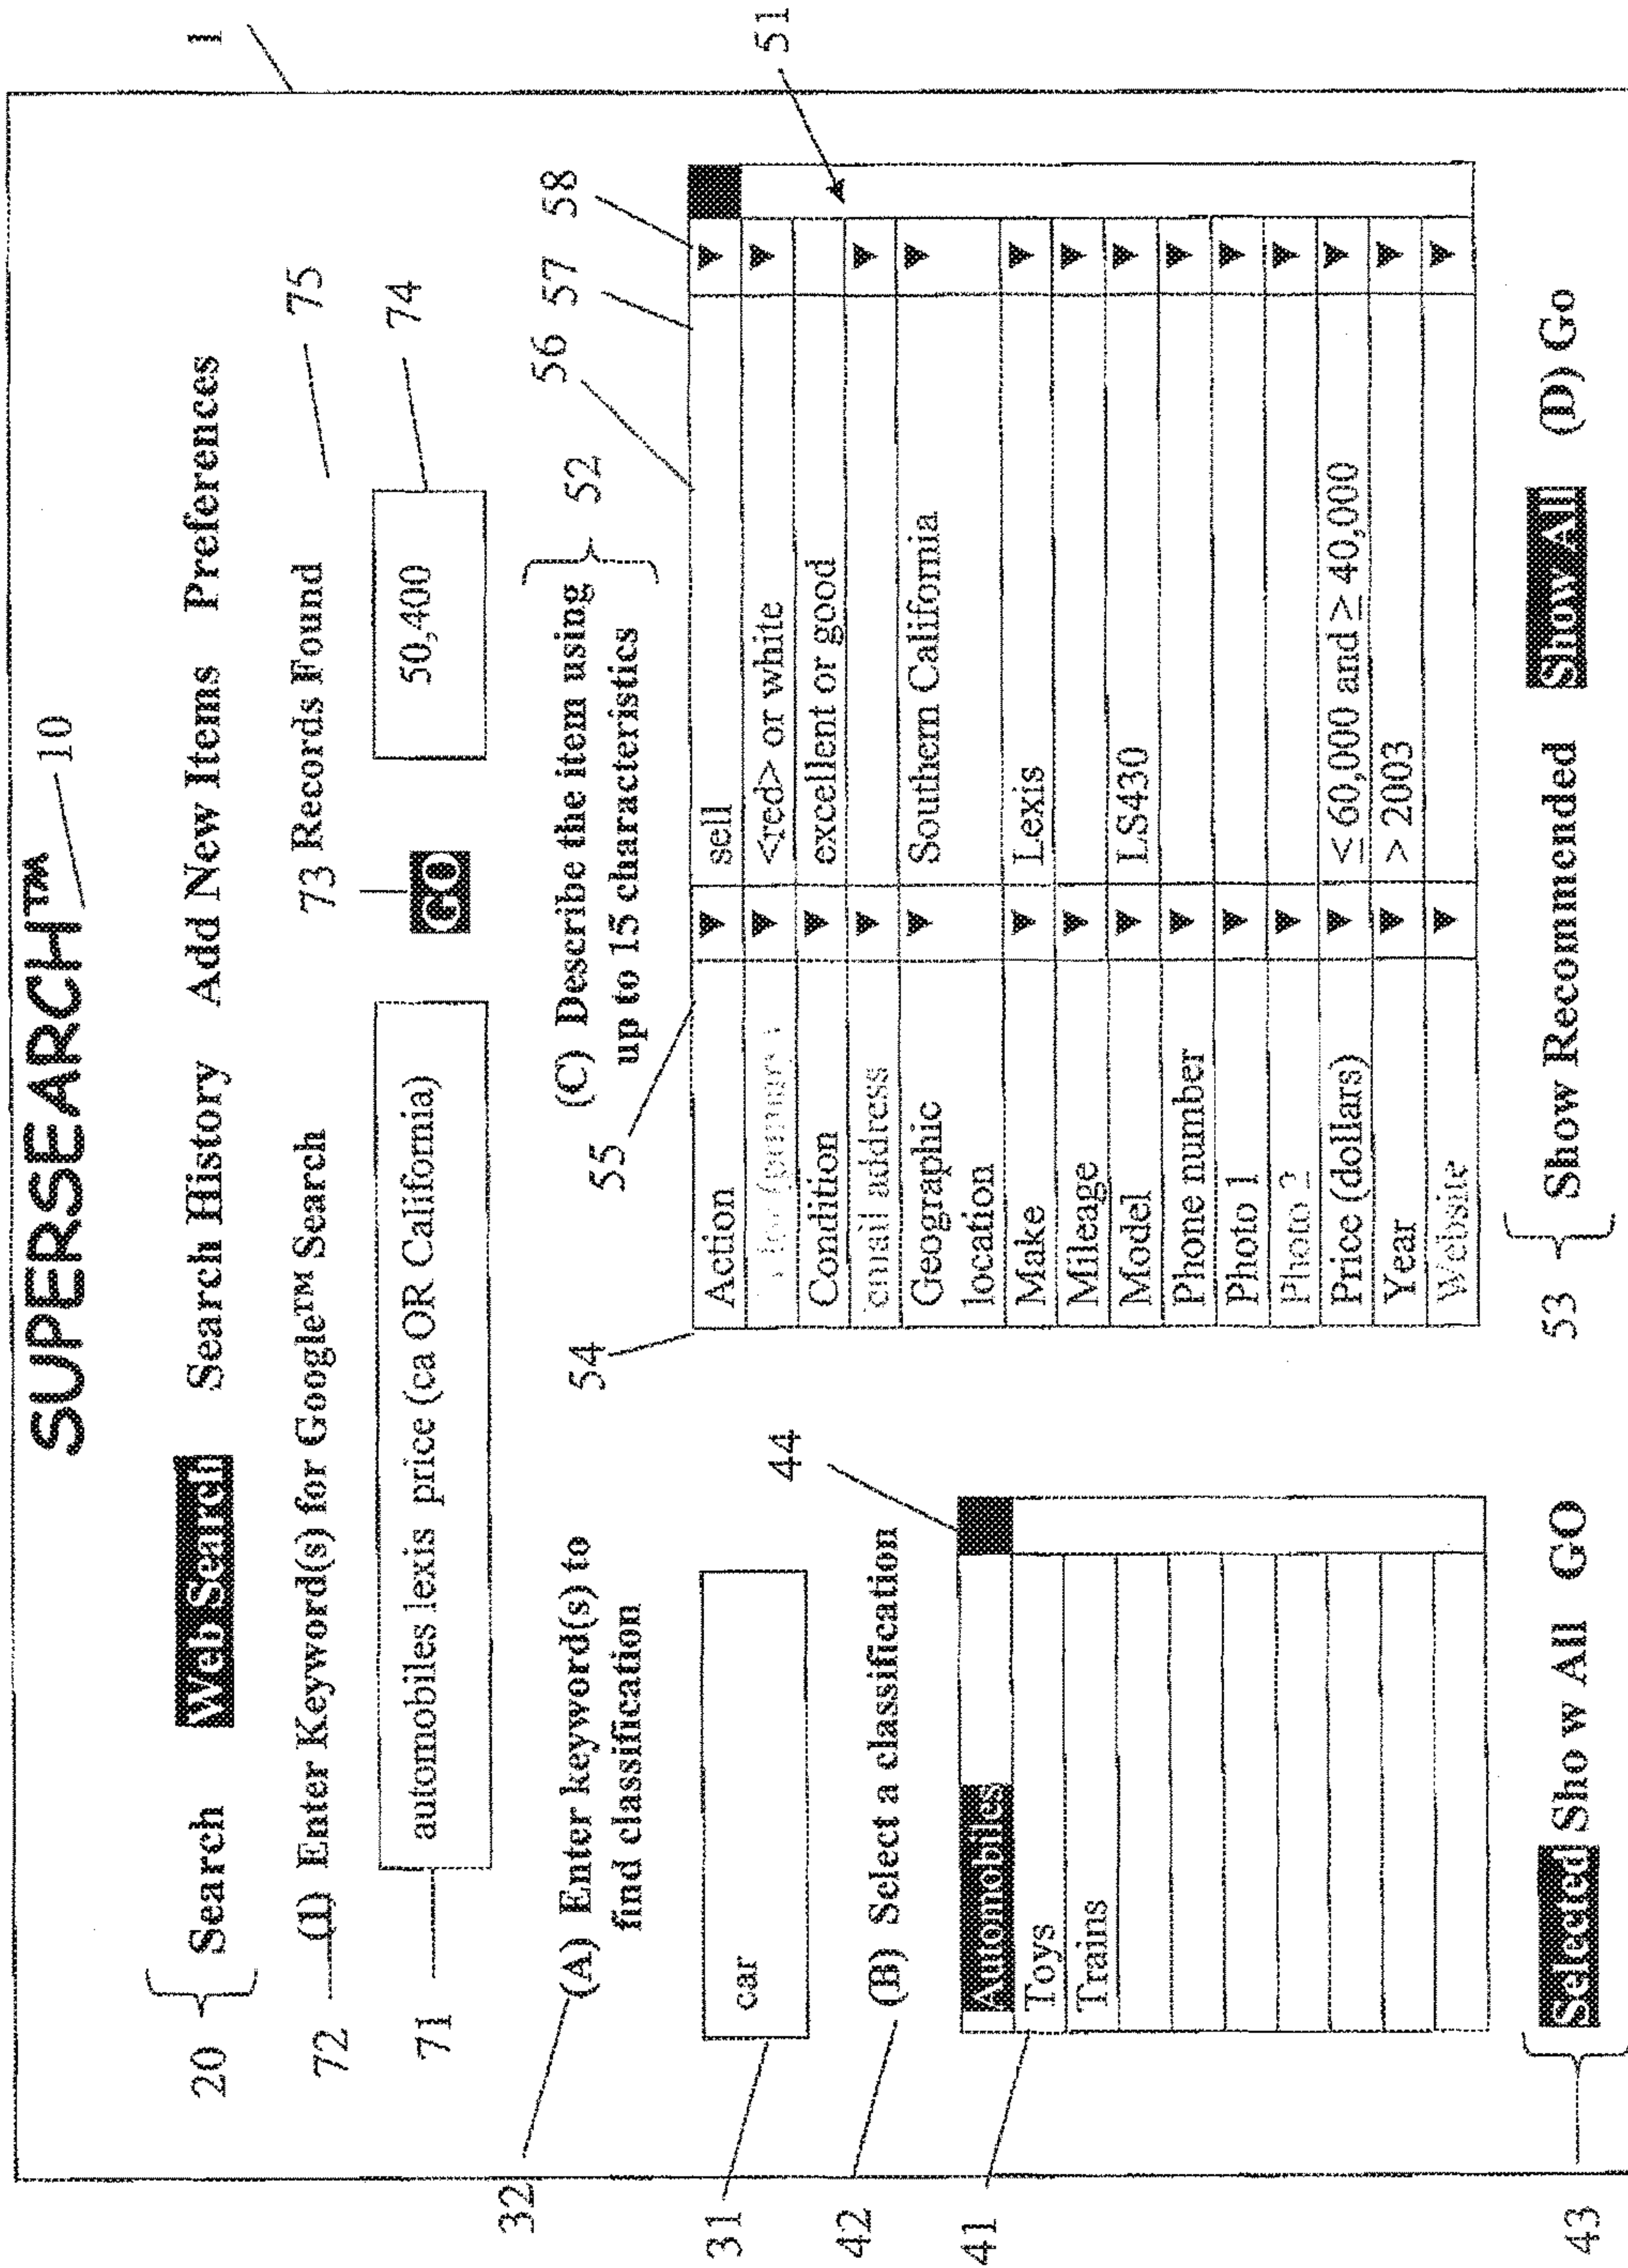 SUPERSEARCH™ 10
20 Search Web Search Search History Add New Items Preferences 1
72 (1) Enter Keyword(s) for Google™ Search 73 Records Found 75
71 automobiles lexis price (ca OR California) GO 50,400 74
32 (A) Enter keyword(s) to
find classification
31 car
42 (B) Select a classification
44
41
Automobiles
Toys
Trains
43 Selected Sho w All GO
(C) Describe the item using
up to 15 characteristics
52
54 55 56 57 58
51
Action ▼ sell ▼
▼ <red> or white ▼
Condition ▼ excellent or good
email address ▼ ▼
Geographic ▼ Southern California ▼
location
Make ▼ Lexis ▼
Mileage ▼ ▼
Model ▼ LS430 ▼
Phone number ▼ ▼
Photo 1 ▼ ▼
Photo 2 ▼ ▼
Price (dollars) ▼ ≤ 60,000 and ≥ 40,000 ▼
Year ▼ > 2003 ▼
Website ▼ ▼
53 Show Recommended Show All (D) Go